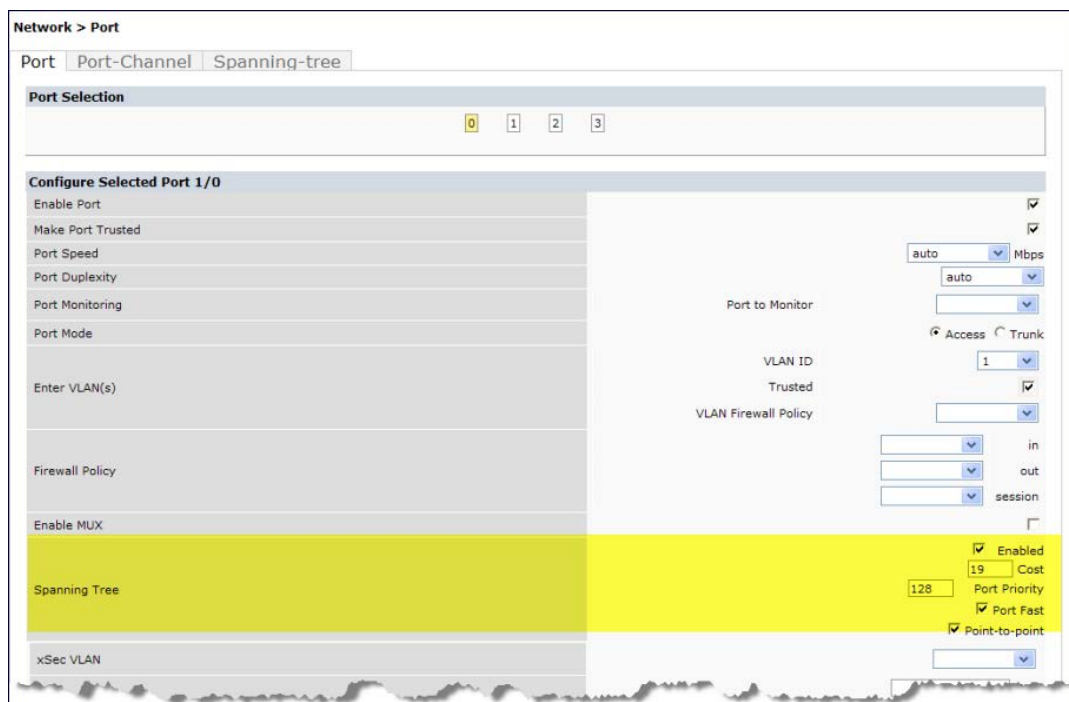 Network > Port
Port Port-Channel Spanning-tree
Port Selection
0 1 2 3
Configure Selected Port 1/0
Enable Port
Make Port Trusted
Port Speed auto Mbps
Port Duplexity auto
Port Monitoring Port to Monitor
Port Mode Access Trunk
Enter VLAN(s)
VLAN ID 1
Trusted
VLAN Firewall Policy
Firewall Policy
in
out
session
Enable MUX
Spanning Tree
Enabled
19 Cost
128 Port Priority
Port Fast
Point-to-point
xSec VLAN